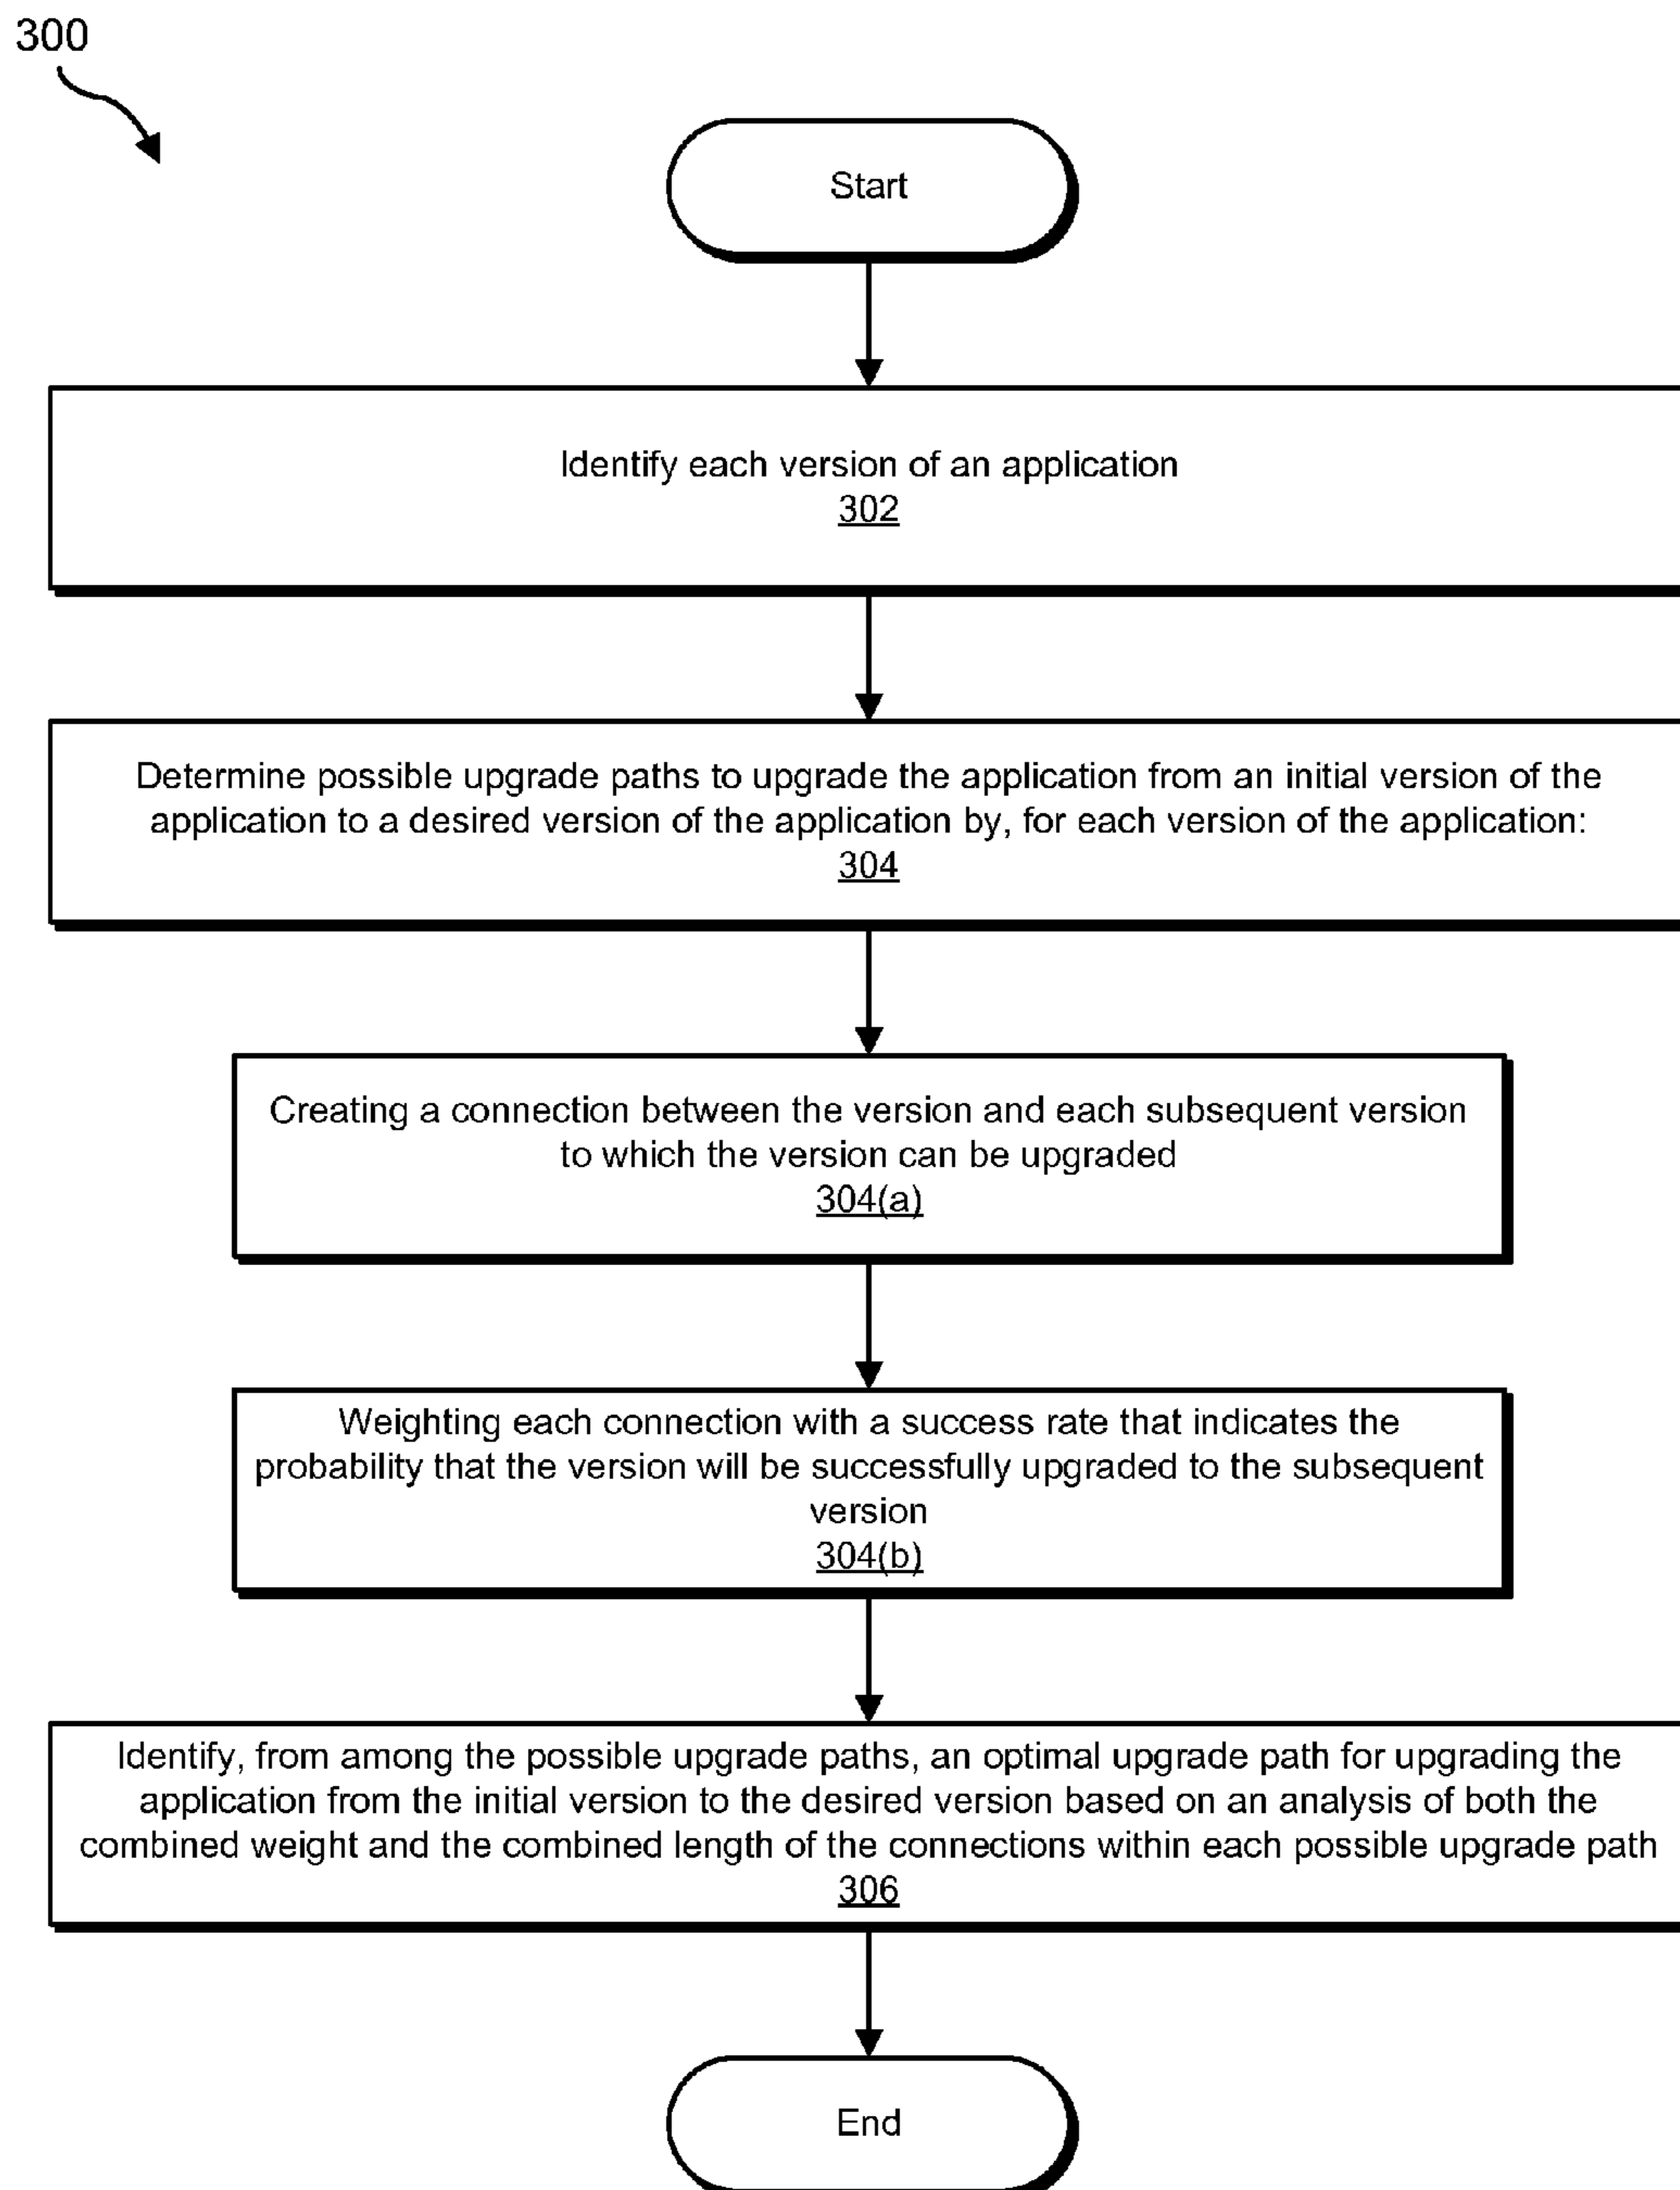 300
Start
Identify each version of an application
302
Determine possible upgrade paths to upgrade the application from an initial version of the
application to a desired version of the application by, for each version of the application:
304
Creating a connection between the version and each subsequent version
to which the version can be upgraded
304(a)
Weighting each connection with a success rate that indicates the
probability that the version will be successfully upgraded to the subsequent
version
304(b)
Identify, from among the possible upgrade paths, an optimal upgrade path for upgrading the
application from the initial version to the desired version based on an analysis of both the
combined weight and the combined length of the connections within each possible upgrade path
306
End